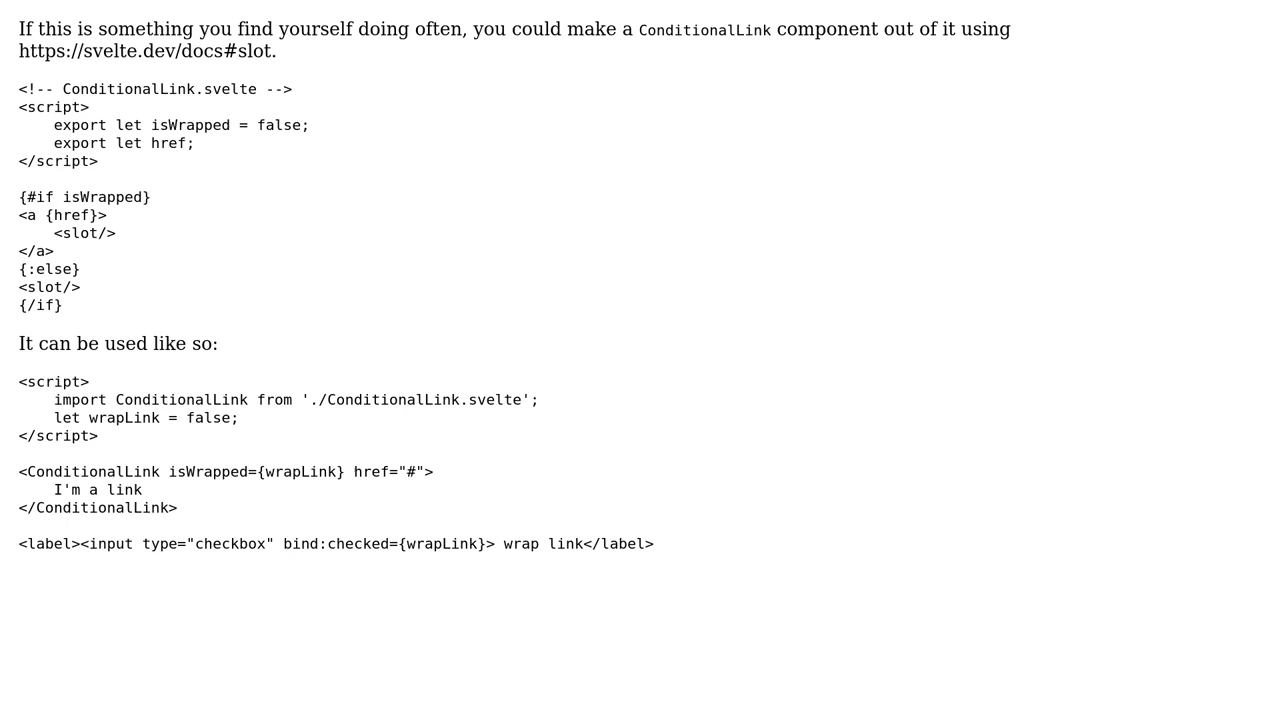 If this is something you find yourself doing often, you could make a ConditionalLink component out of it using
https://svelte.dev/docs#slot.
<!-- ConditionalLink.svelte -->
<script>
    export let isWrapped = false;
    export let href;
</script>

{#if isWrapped}
<a {href}>
    <slot/>
</a>
{:else}
<slot/>
{/if}
It can be used like so:
<script>
    import ConditionalLink from './ConditionalLink.svelte';
    let wrapLink = false;
</script>

<ConditionalLink isWrapped={wrapLink} href="#">
    I'm a link
</ConditionalLink>

<label><input type="checkbox" bind:checked={wrapLink}> wrap link</label>